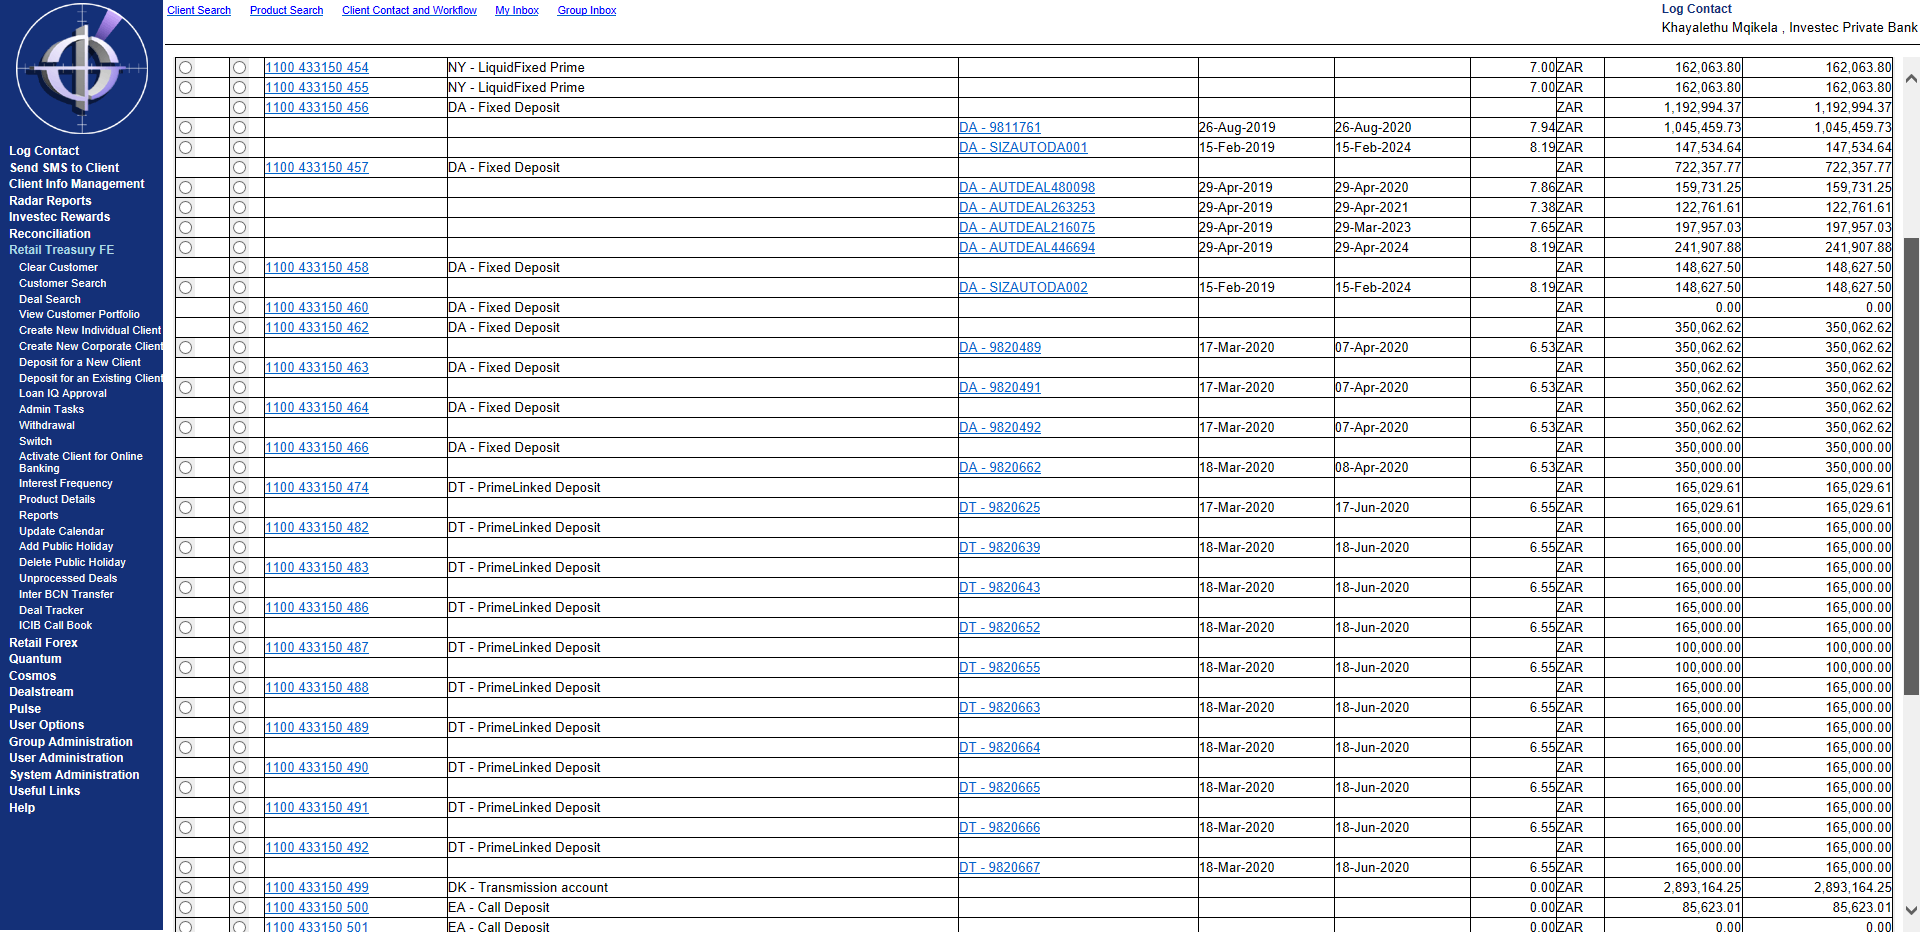 Client Search Product Search Client Contact and Workflow My Inbox Group Inbox
Log Contact
Khayalethu Mqikela , Investec Private Bank
Log Contact
Send SMS to Client
Client Info Management
Radar Reports
Investec Rewards
Reconciliation
Retail Treasury FE
Clear Customer
Customer Search
Deal Search
View Customer Portfolio
Create New Individual Client
Create New Corporate Client
Deposit for a New Client
Deposit for an Existing Client
Loan IQ Approval
Admin Tasks
Withdrawal
Switch
Activate Client for Online
Banking
Interest Frequency
Product Details
Reports
Update Calendar
Add Public Holiday
Delete Public Holiday
Unprocessed Deals
Inter BCN Transfer
Deal Tracker
ICIB Call Book
Retail Forex
Quantum
Cosmos
Dealstream
Pulse
User Options
Group Administration
User Administration
System Administration
Useful Links
Help
1100 433150 454 NY - LiquidFixed Prime 7.00 ZAR 162,063.80 162,063.80
1100 433150 455 NY - LiquidFixed Prime 7.00 ZAR 162,063.80 162,063.80
1100 433150 456 DA - Fixed Deposit ZAR 1,192,994.37 1,192,994.37
DA - 9811761 26-Aug-2019 26-Aug-2020 7.94 ZAR 1,045,459.73 1,045,459.73
DA - SIZAUTODA001 15-Feb-2019 15-Feb-2024 8.19 ZAR 147,534.64 147,534.64
1100 433150 457 DA - Fixed Deposit ZAR 722,357.77 722,357.77
DA - AUTDEAL480098 29-Apr-2019 29-Apr-2020 7.86 ZAR 159,731.25 159,731.25
DA - AUTDEAL263253 29-Apr-2019 29-Apr-2021 7.38 ZAR 122,761.61 122,761.61
DA - AUTDEAL216075 29-Apr-2019 29-Mar-2023 7.65 ZAR 197,957.03 197,957.03
DA - AUTDEAL446694 29-Apr-2019 29-Apr-2024 8.19 ZAR 241,907.88 241,907.88
1100 433150 458 DA - Fixed Deposit ZAR 148,627.50 148,627.50
DA - SIZAUTODA002 15-Feb-2019 15-Feb-2024 8.19 ZAR 148,627.50 148,627.50
1100 433150 460 DA - Fixed Deposit ZAR 0.00 0.00
1100 433150 462 DA - Fixed Deposit ZAR 350,062.62 350,062.62
DA - 9820489 17-Mar-2020 07-Apr-2020 6.53 ZAR 350,062.62 350,062.62
1100 433150 463 DA - Fixed Deposit ZAR 350,062.62 350,062.62
DA - 9820491 17-Mar-2020 07-Apr-2020 6.53 ZAR 350,062.62 350,062.62
1100 433150 464 DA - Fixed Deposit ZAR 350,062.62 350,062.62
DA - 9820492 17-Mar-2020 07-Apr-2020 6.53 ZAR 350,062.62 350,062.62
1100 433150 466 DA - Fixed Deposit ZAR 350,000.00 350,000.00
DA - 9820662 18-Mar-2020 08-Apr-2020 6.53 ZAR 350,000.00 350,000.00
1100 433150 474 DT - PrimeLinked Deposit ZAR 165,029.61 165,029.61
DT - 9820625 17-Mar-2020 17-Jun-2020 6.55 ZAR 165,029.61 165,029.61
1100 433150 482 DT - PrimeLinked Deposit ZAR 165,000.00 165,000.00
DT - 9820639 18-Mar-2020 18-Jun-2020 6.55 ZAR 165,000.00 165,000.00
1100 433150 483 DT - PrimeLinked Deposit ZAR 165,000.00 165,000.00
DT - 9820643 18-Mar-2020 18-Jun-2020 6.55 ZAR 165,000.00 165,000.00
1100 433150 486 DT - PrimeLinked Deposit ZAR 165,000.00 165,000.00
DT - 9820652 18-Mar-2020 18-Jun-2020 6.55 ZAR 165,000.00 165,000.00
1100 433150 487 DT - PrimeLinked Deposit ZAR 100,000.00 100,000.00
DT - 9820655 18-Mar-2020 18-Jun-2020 6.55 ZAR 100,000.00 100,000.00
1100 433150 488 DT - PrimeLinked Deposit ZAR 165,000.00 165,000.00
DT - 9820663 18-Mar-2020 18-Jun-2020 6.55 ZAR 165,000.00 165,000.00
1100 433150 489 DT - PrimeLinked Deposit ZAR 165,000.00 165,000.00
DT - 9820664 18-Mar-2020 18-Jun-2020 6.55 ZAR 165,000.00 165,000.00
1100 433150 490 DT - PrimeLinked Deposit ZAR 165,000.00 165,000.00
DT - 9820665 18-Mar-2020 18-Jun-2020 6.55 ZAR 165,000.00 165,000.00
1100 433150 491 DT - PrimeLinked Deposit ZAR 165,000.00 165,000.00
DT - 9820666 18-Mar-2020 18-Jun-2020 6.55 ZAR 165,000.00 165,000.00
1100 433150 492 DT - PrimeLinked Deposit ZAR 165,000.00 165,000.00
DT - 9820667 18-Mar-2020 18-Jun-2020 6.55 ZAR 165,000.00 165,000.00
1100 433150 499 DK - Transmission account 0.00 ZAR 2,893,164.25 2,893,164.25
1100 433150 500 EA - Call Deposit 0.00 ZAR 85,623.01 85,623.01
1100 433150 501 EA - Call Deposit 0.00 ZAR 0.00 0.00